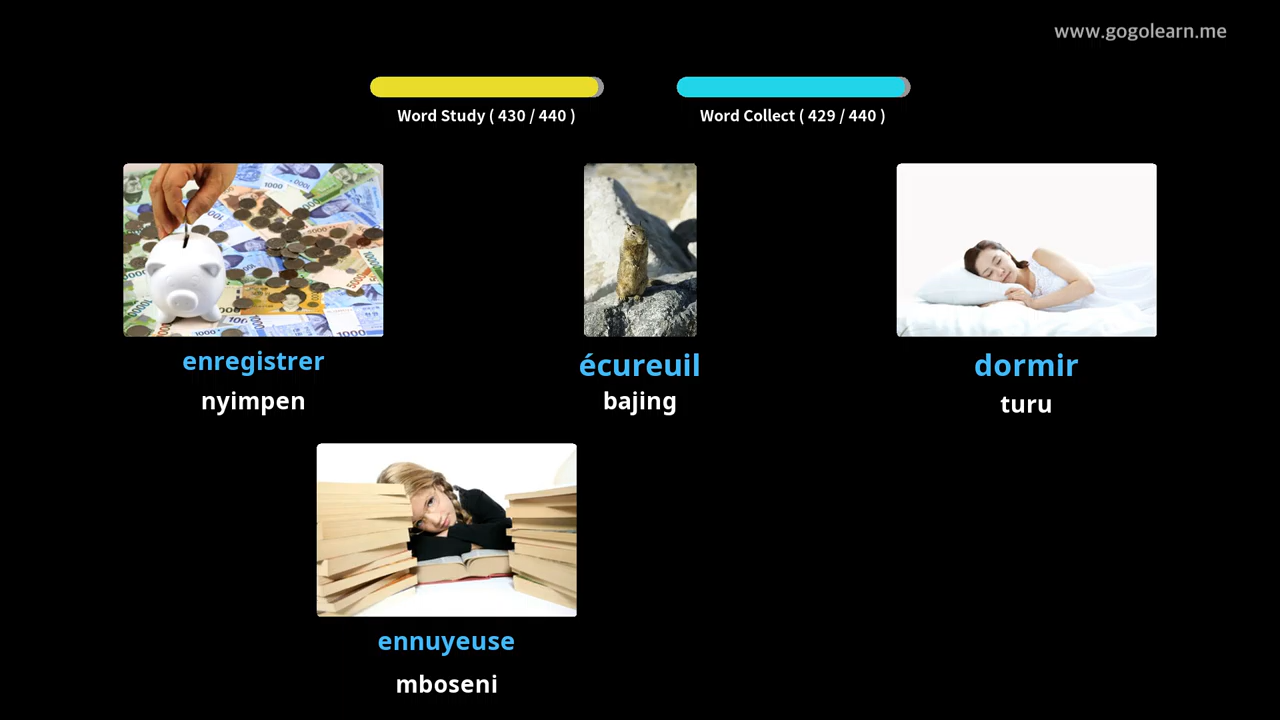 www.gogolearn.me
Word Study ( 430 / 440 )
Word Collect ( 429 / 440 )
enregistrer
nyimpen
écureuil
bajing
dormir
turu
ennuyeuse
mboseni